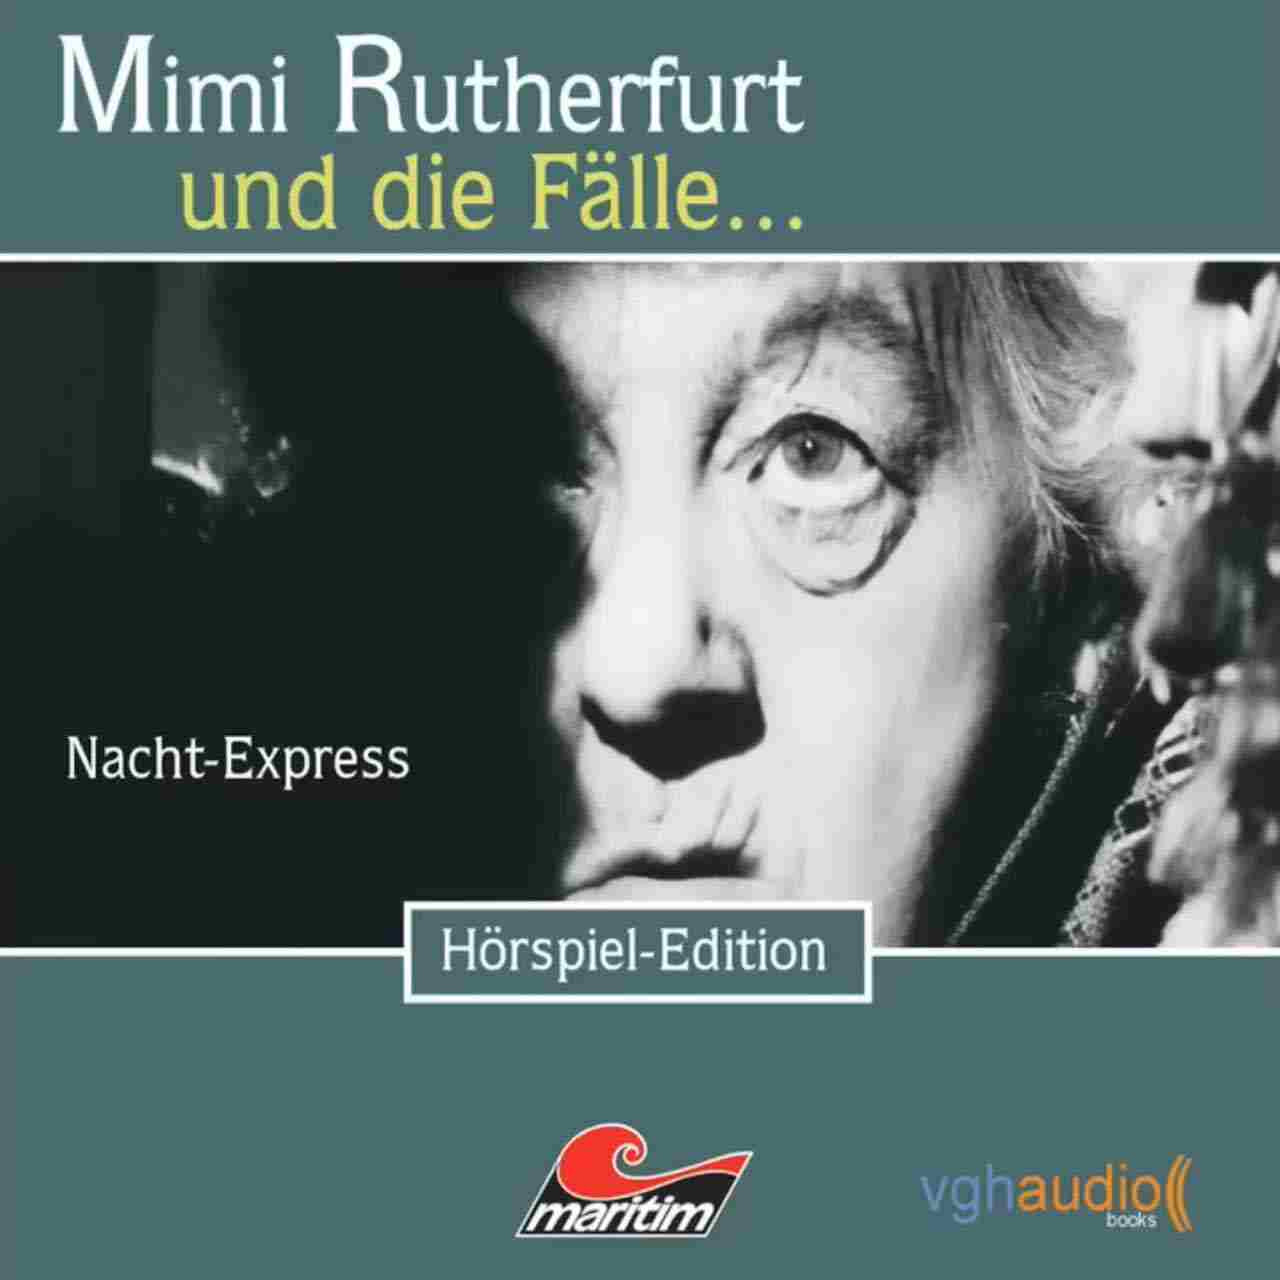 Mimi Rutherfurt
und die Fälle...
Nacht-Express
Hörspiel-Edition
maritim
vghaudio
books